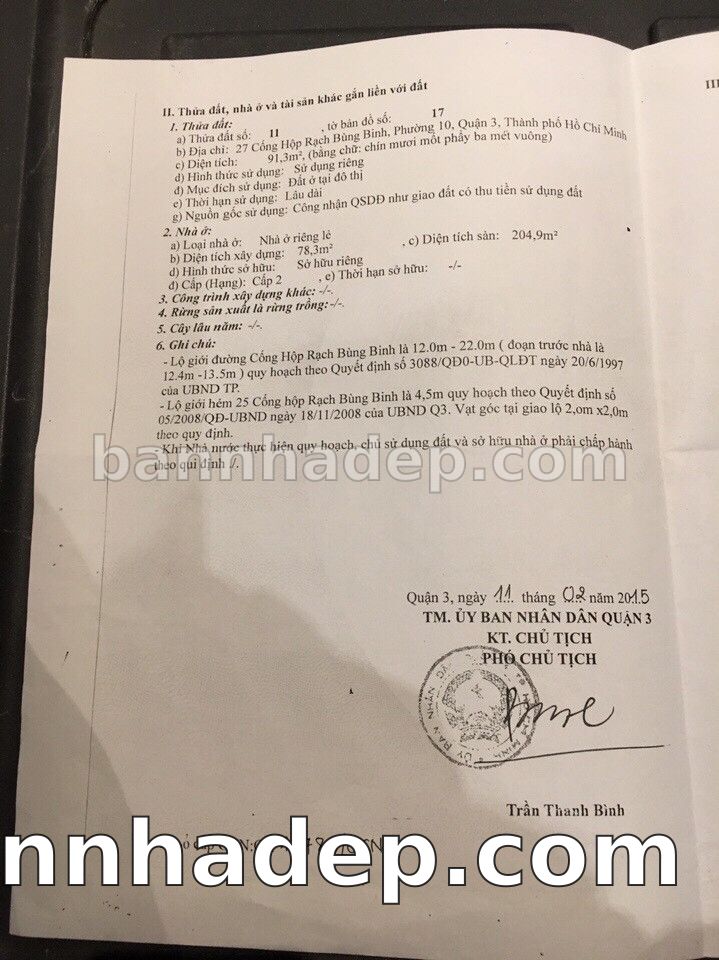 II. Thửa đất, nhà ở và tài sản khác gắn liền với đất
III
1. Thửa đất:
a) Thửa đất số: 11 , tờ bản đồ số: 17
b) Địa chỉ: 27 Cống Hộp Rạch Bùng Binh, Phường 10, Quận 3, Thành phố Hồ Chí Minh
c) Diện tích: 91,3m², (bằng chữ: chín mươi mốt phẩy ba mét vuông)
d) Hình thức sử dụng: Sử dụng riêng
đ) Mục đích sử dụng: Đất ở tại đô thị
e) Thời hạn sử dụng: Lâu dài
g) Nguồn gốc sử dụng: Công nhận QSDĐ như giao đất có thu tiền sử dụng đất
2. Nhà ở:
a) Loại nhà ở: Nhà ở riêng lẻ
b) Diện tích xây dựng: 78,3m² , c) Diện tích sàn: 204,9m²
d) Hình thức sở hữu: Sở hữu riêng
đ) Cấp (Hạng): Cấp 2 , e) Thời hạn sở hữu: -/-
3. Công trình xây dựng khác: -/-.
4. Rừng sản xuất là rừng trồng: -/-.
5. Cây lâu năm: -/-.
6. Ghi chú:
- Lộ giới đường Cống Hộp Rạch Bùng Binh là 12.0m - 22.0m ( đoạn trước nhà là
12.4m -13.5m ) quy hoạch theo Quyết định số 3088/QĐ0-UB-QLĐT ngày 20/6/1997
của UBND TP.
- Lộ giới hém 25 Cống hộp Rạch Bùng Binh là 4,5m quy hoạch theo Quyết định số
05/2008/QĐ-UBND ngày 18/11/2008 của UBND Q3. Vạt góc tại giao lộ 2,om x2,0m
theo quy định.
- Khi Nhà nước thực hiện quy hoạch, chủ sử dụng đất và sở hữu nhà ở phải chấp hành
theo qui định ./.
bannhadep.com
Quận 3, ngày 11 tháng 02 năm 2015
TM. ỦY BAN NHÂN DÂN QUẬN 3
KT. CHỦ TỊCH
PHÓ CHỦ TỊCH
Trần Thanh Bình
nnhadep.com